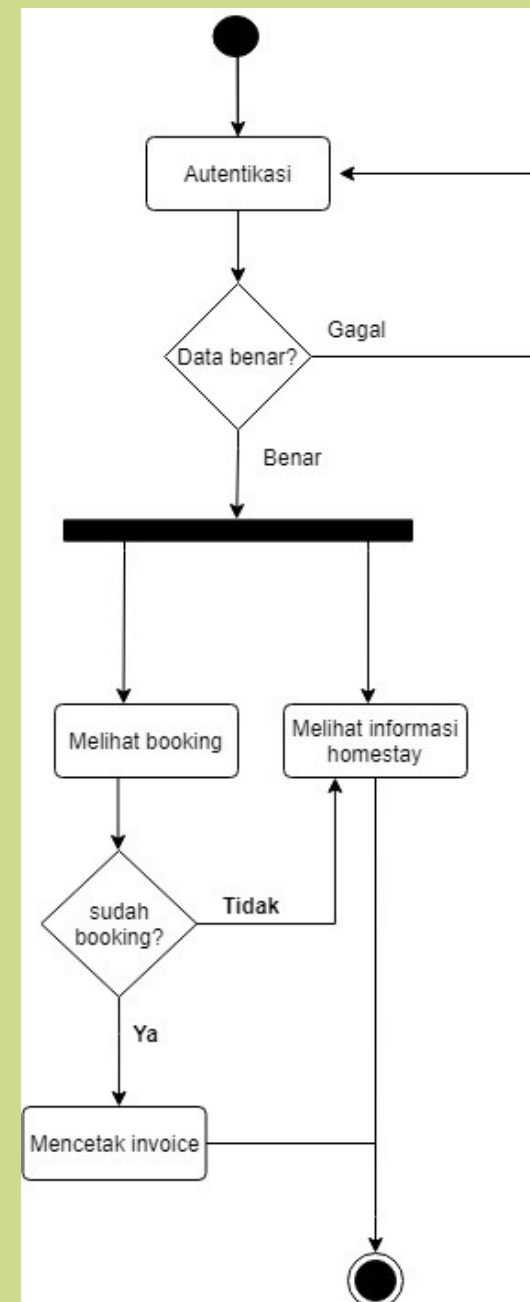 Autentikasi
Data benar?
Gagal
Benar
Melihat booking
Melihat informasi
homestay
sudah
booking?
Tidak
Ya
Mencetak invoice